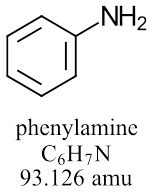 NH₂
phenylamine
C₆H₇N
93.126 amu